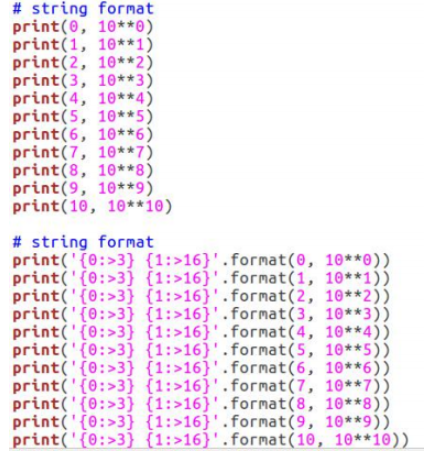 # string format
print(0, 10**0)
print(1, 10**1)
print(2, 10**2)
print(3, 10**3)
print(4, 10**4)
print(5, 10**5)
print(6, 10**6)
print(7, 10**7)
print(8, 10**8)
print(9, 10**9)
print(10, 10**10)

# string format
print('{0:>3} {1:>16}'.format(0, 10**0))
print('{0:>3} {1:>16}'.format(1, 10**1))
print('{0:>3} {1:>16}'.format(2, 10**2))
print('{0:>3} {1:>16}'.format(3, 10**3))
print('{0:>3} {1:>16}'.format(4, 10**4))
print('{0:>3} {1:>16}'.format(5, 10**5))
print('{0:>3} {1:>16}'.format(6, 10**6))
print('{0:>3} {1:>16}'.format(7, 10**7))
print('{0:>3} {1:>16}'.format(8, 10**8))
print('{0:>3} {1:>16}'.format(9, 10**9))
print('{0:>3} {1:>16}'.format(10, 10**10))